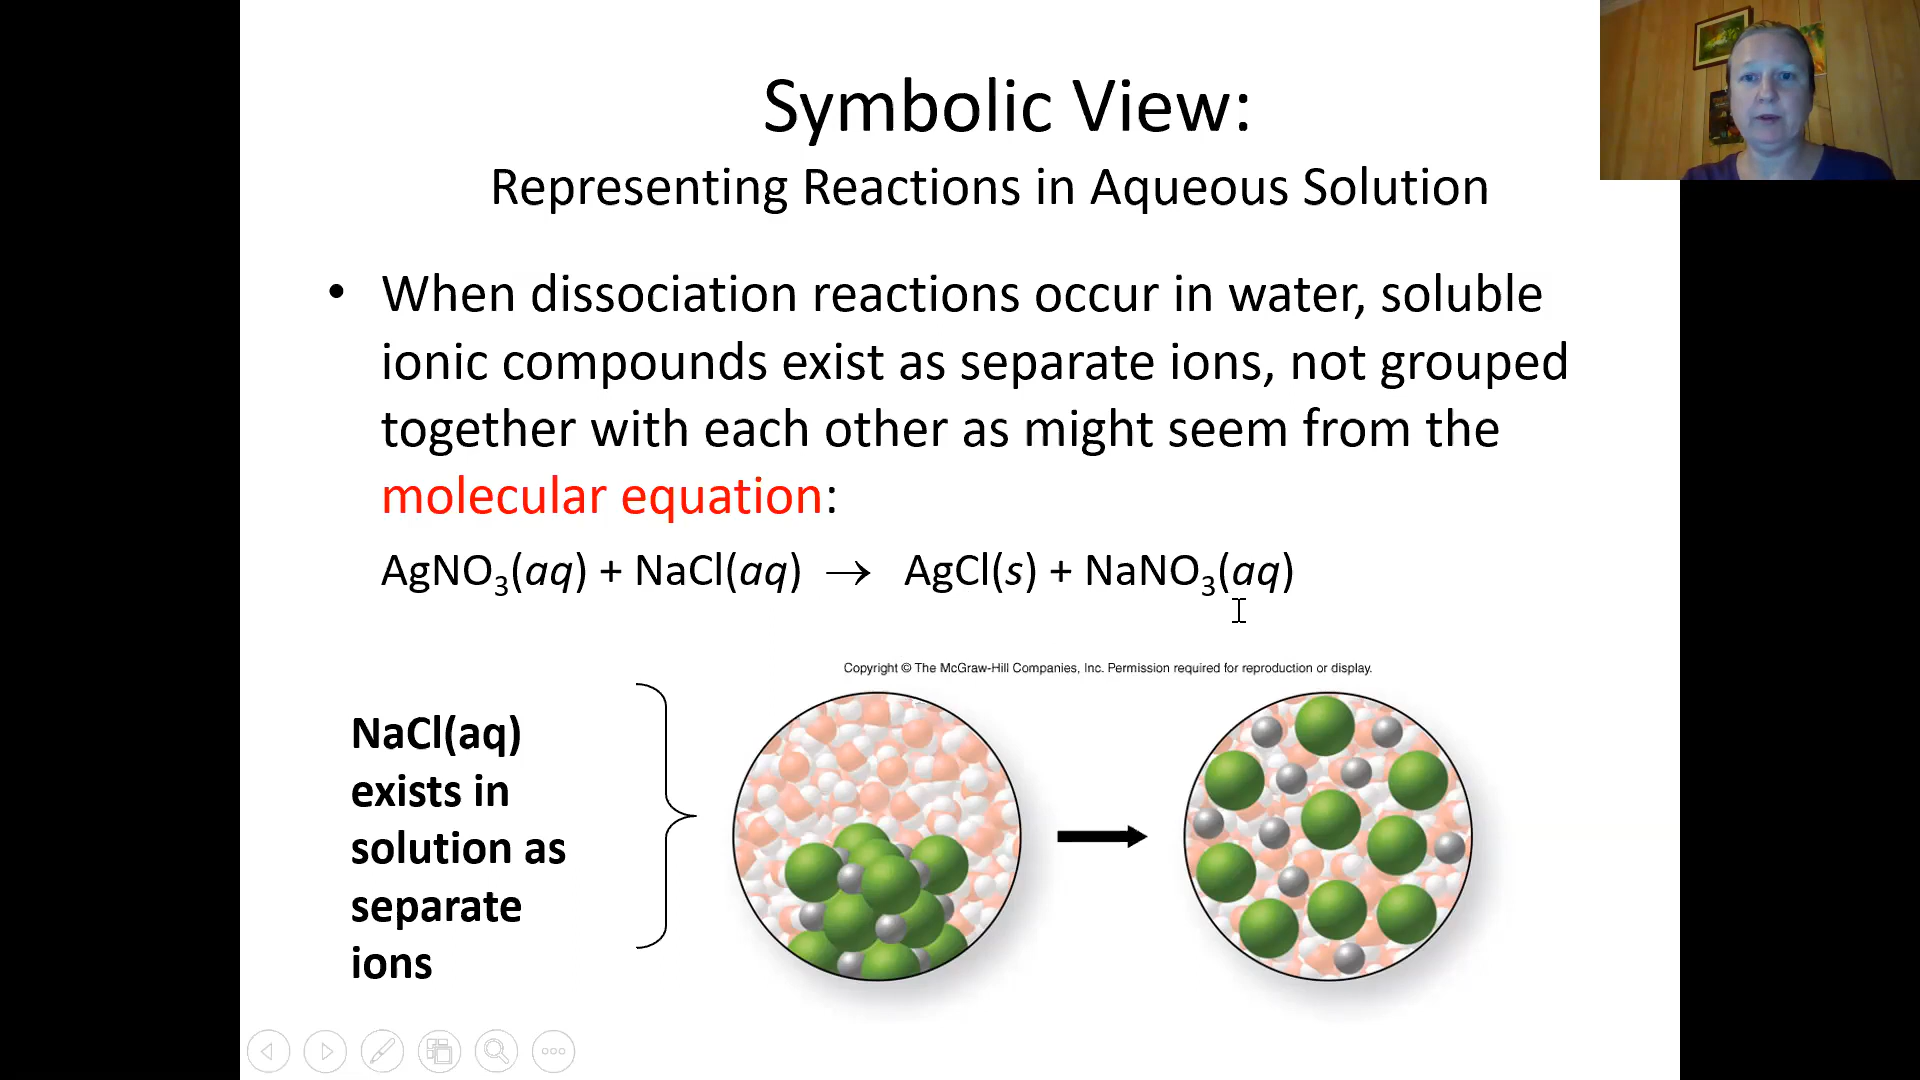 Symbolic View:
Representing Reactions in Aqueous Solution
• When dissociation reactions occur in water, soluble
ionic compounds exist as separate ions, not grouped
together with each other as might seem from the
molecular equation:
AgNO₃(aq) + NaCl(aq) → AgCl(s) + NaNO₃(aq)
Copyright © The McGraw-Hill Companies, Inc. Permission required for reproduction or display.
NaCl(aq)
exists in
solution as
separate
ions